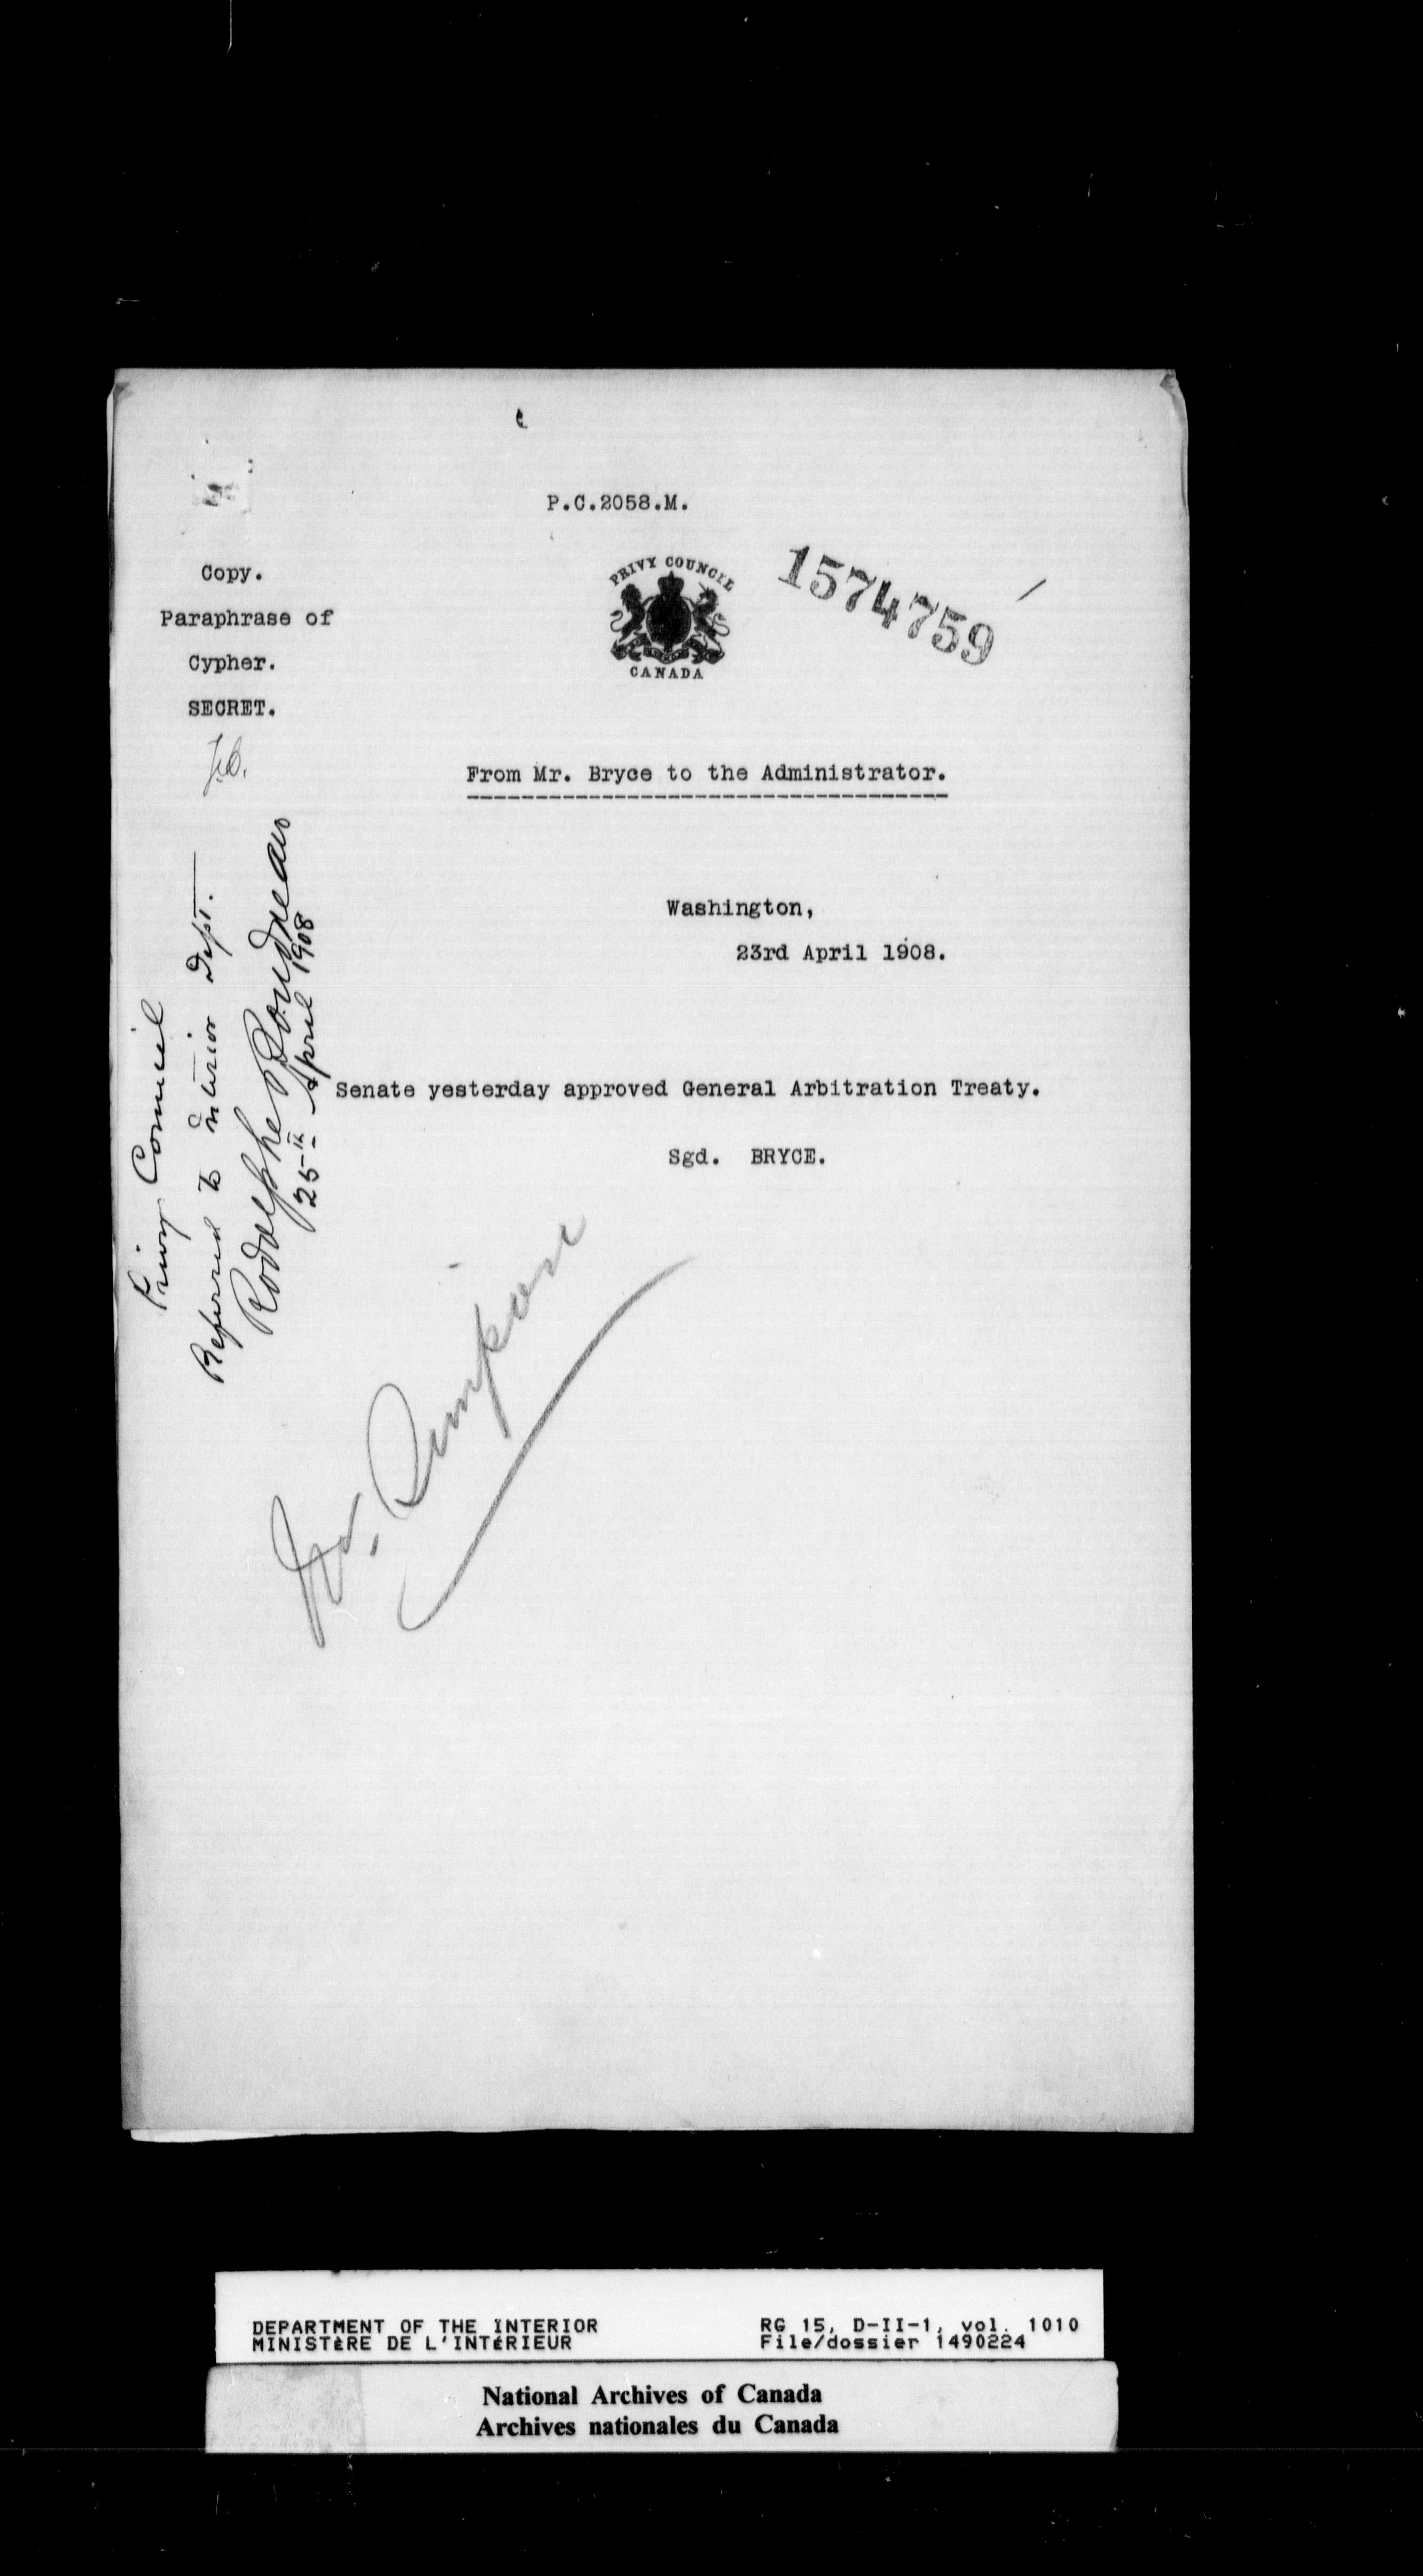 P.C.2058.M.
Copy.
Paraphrase of
Cypher.
SECRET.
PRIVY COUNCIL
CANADA
1574759
From Mr. Bryce to the Administrator.
Washington,
23rd April 1908.
Senate yesterday approved General Arbitration Treaty.
Sgd. BRYCE.
Privy Council
Referred to Interior Dept.
Rodolphe Boudreau
25 April 1908
DEPARTMENT OF THE INTERIOR
MINISTÈRE DE L'INTÉRIEUR
RG 15, D-II-1, vol. 1010
File/dossier 1490224
National Archives of Canada
Archives nationales du Canada